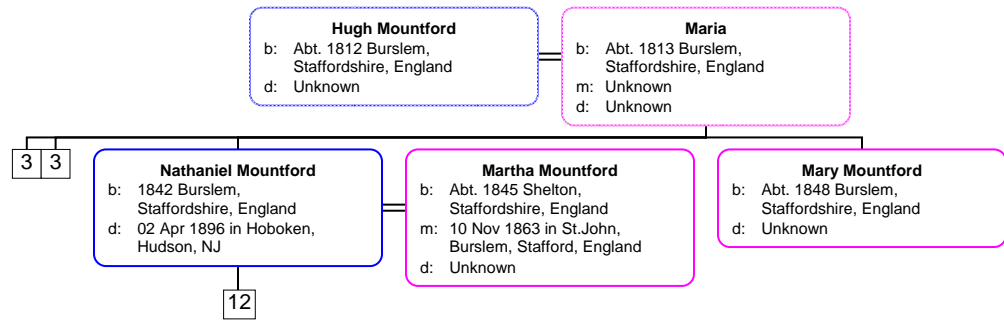 Hugh Mountford
b: Abt. 1812 Burslem,
Staffordshire, England
d: Unknown
Maria
b: Abt. 1813 Burslem,
Staffordshire, England
m: Unknown
d: Unknown
3 3
Nathaniel Mountford
b: 1842 Burslem,
Staffordshire, England
d: 02 Apr 1896 in Hoboken,
Hudson, NJ
Martha Mountford
b: Abt. 1845 Shelton,
Staffordshire, England
m: 10 Nov 1863 in St.John,
Burslem, Stafford, England
d: Unknown
Mary Mountford
b: Abt. 1848 Burslem,
Staffordshire, England
d: Unknown
12